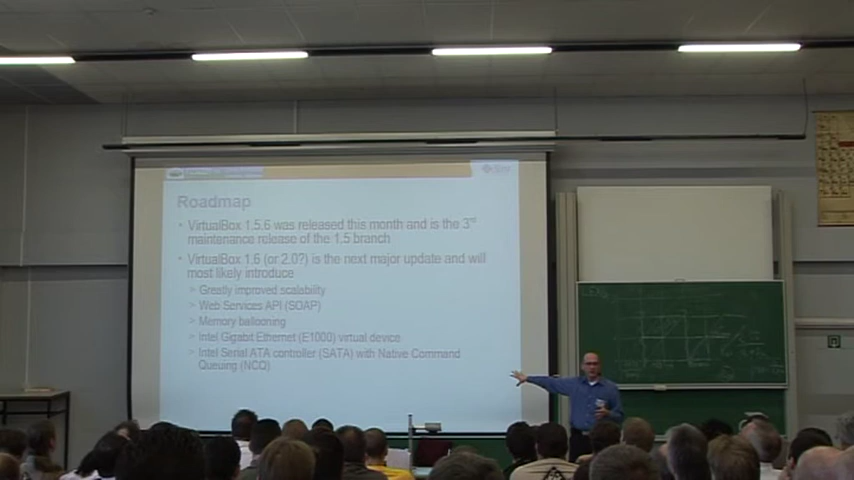 Roadmap
• VirtualBox 1.5.6 was released this month and is the 3rd
maintenance release of the 1.5 branch
• VirtualBox 1.6 (or 2.0?) is the next major update and will
most likely introduce
> Greatly improved scalability
> Web Services API (SOAP)
> Memory ballooning
> Intel Gigabit Ethernet (E1000) virtual device
> Intel Serial ATA controller (SATA) with Native Command
Queuing (NCQ)